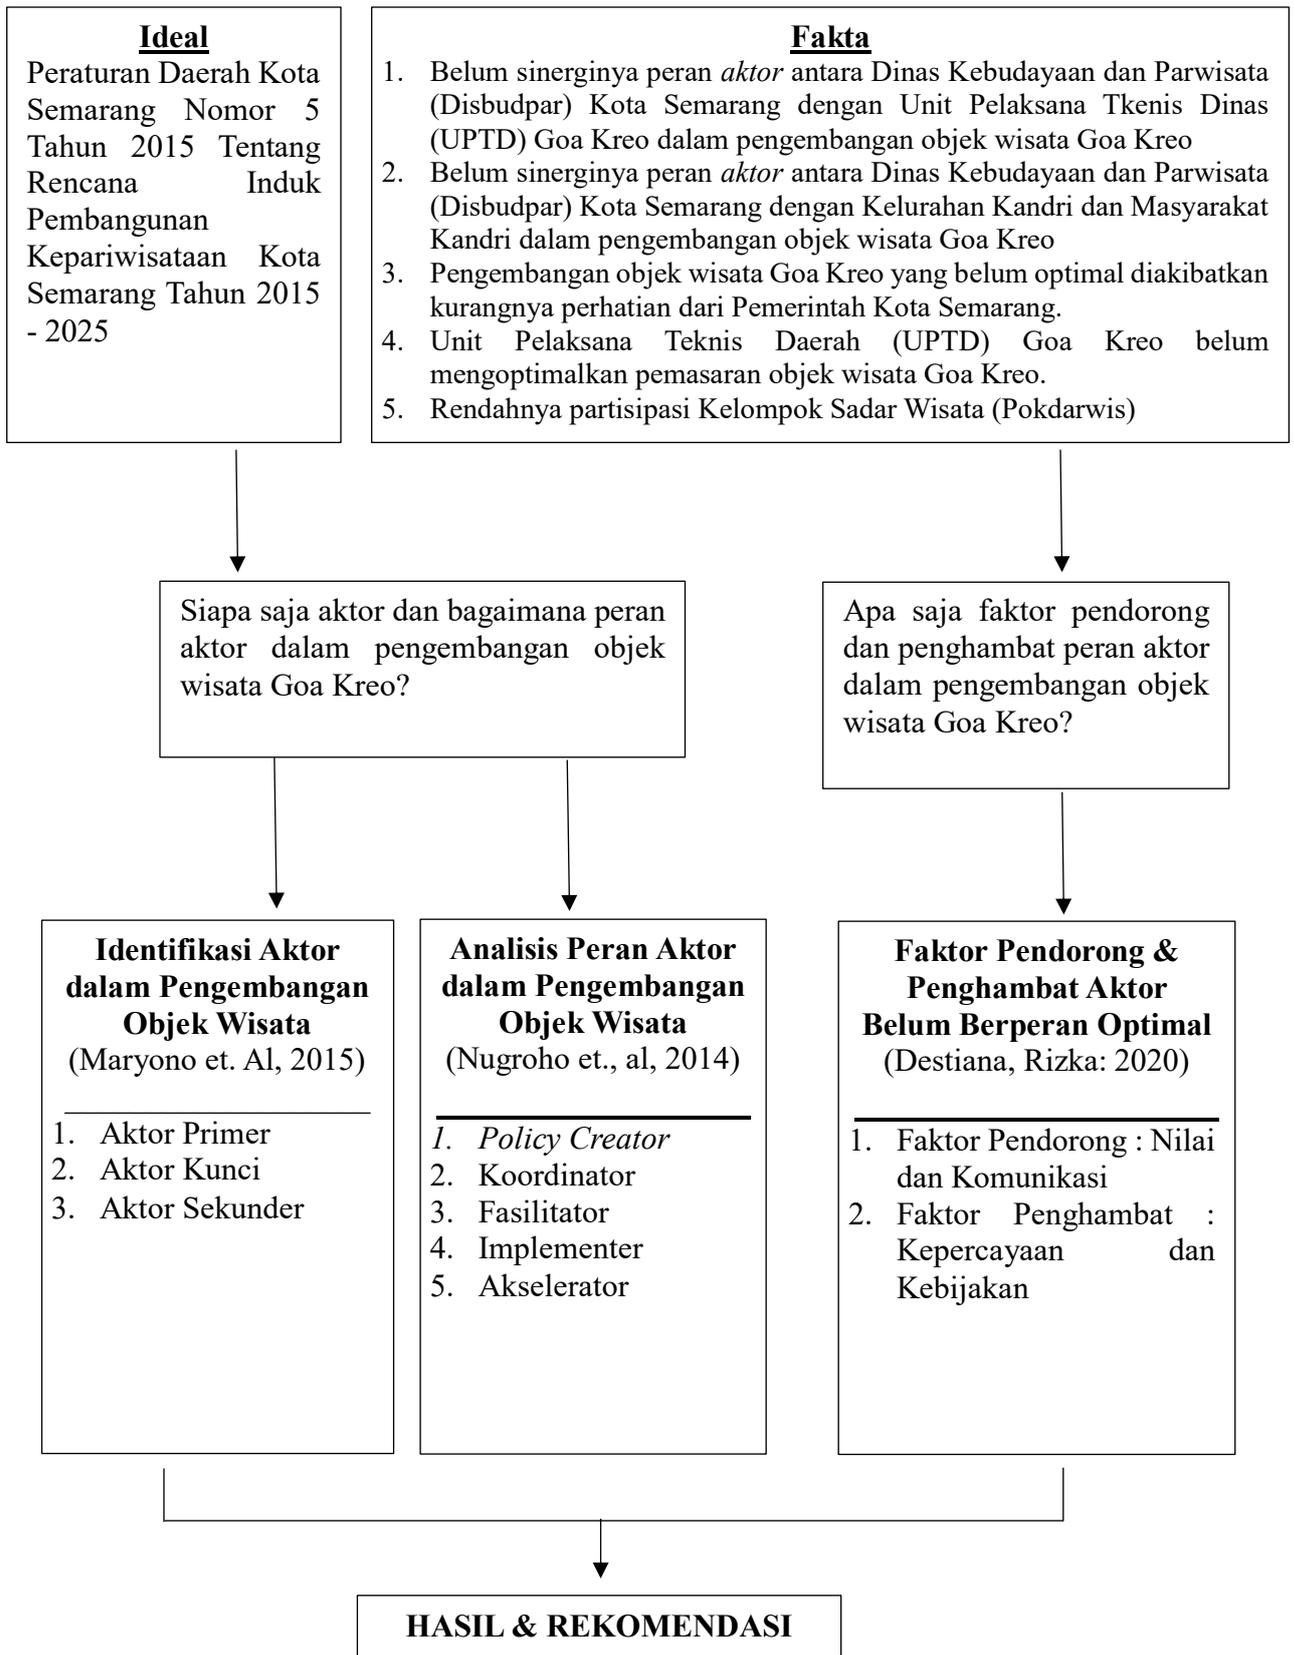 Ideal
Peraturan Daerah Kota
Semarang Nomor 5
Tahun 2015 Tentang
Rencana Induk
Pembangunan
Kepariwisataan Kota
Semarang Tahun 2015
- 2025
Fakta
1. Belum sinerginya peran aktor antara Dinas Kebudayaan dan Parwisata
(Disbudpar) Kota Semarang dengan Unit Pelaksana Tkenis Dinas
(UPTD) Goa Kreo dalam pengembangan objek wisata Goa Kreo
2. Belum sinerginya peran aktor antara Dinas Kebudayaan dan Parwisata
(Disbudpar) Kota Semarang dengan Kelurahan Kandri dan Masyarakat
Kandri dalam pengembangan objek wisata Goa Kreo
3. Pengembangan objek wisata Goa Kreo yang belum optimal diakibatkan
kurangnya perhatian dari Pemerintah Kota Semarang.
4. Unit Pelaksana Teknis Daerah (UPTD) Goa Kreo belum
mengoptimalkan pemasaran objek wisata Goa Kreo.
5. Rendahnya partisipasi Kelompok Sadar Wisata (Pokdarwis)
Siapa saja aktor dan bagaimana peran
aktor dalam pengembangan objek
wisata Goa Kreo?
Apa saja faktor pendorong
dan penghambat peran aktor
dalam pengembangan objek
wisata Goa Kreo?
Identifikasi Aktor
dalam Pengembangan
Objek Wisata
(Maryono et. Al, 2015)
1. Aktor Primer
2. Aktor Kunci
3. Aktor Sekunder
Analisis Peran Aktor
dalam Pengembangan
Objek Wisata
(Nugroho et., al, 2014)
1. Policy Creator
2. Koordinator
3. Fasilitator
4. Implementer
5. Akselerator
Faktor Pendorong &
Penghambat Aktor
Belum Berperan Optimal
(Destiana, Rizka: 2020)
1. Faktor Pendorong : Nilai
dan Komunikasi
2. Faktor Penghambat :
Kepercayaan dan
Kebijakan
HASIL & REKOMENDASI